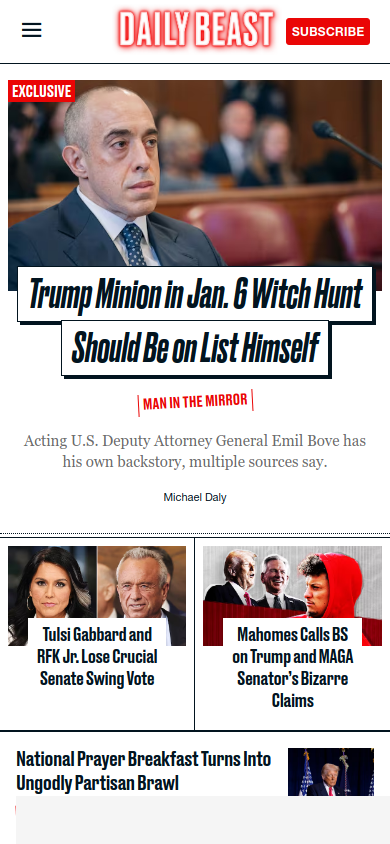 DAILY BEAST
SUBSCRIBE
EXCLUSIVE
Trump Minion in Jan. 6 Witch Hunt
Should Be on List Himself
MAN IN THE MIRROR
Acting U.S. Deputy Attorney General Emil Bove has
his own backstory, multiple sources say.
Michael Daly
Tulsi Gabbard and
RFK Jr. Lose Crucial
Senate Swing Vote
Mahomes Calls BS
on Trump and MAGA
Senator’s Bizarre
Claims
National Prayer Breakfast Turns Into
Ungodly Partisan Brawl